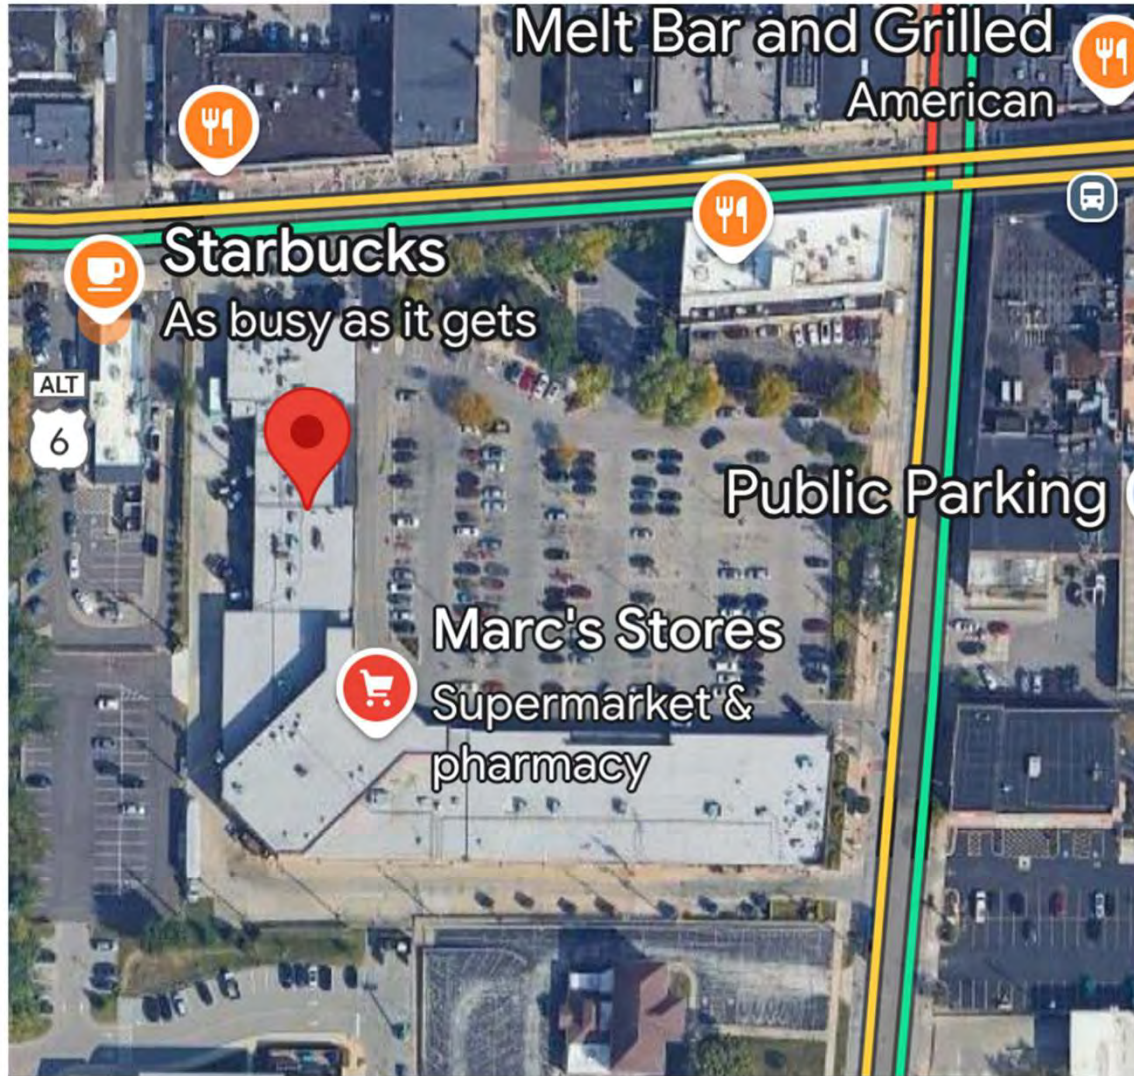 Melt Bar and Grilled
American
Starbucks
As busy as it gets
ALT
6
Public Parking
Marc's Stores
Supermarket &
pharmacy